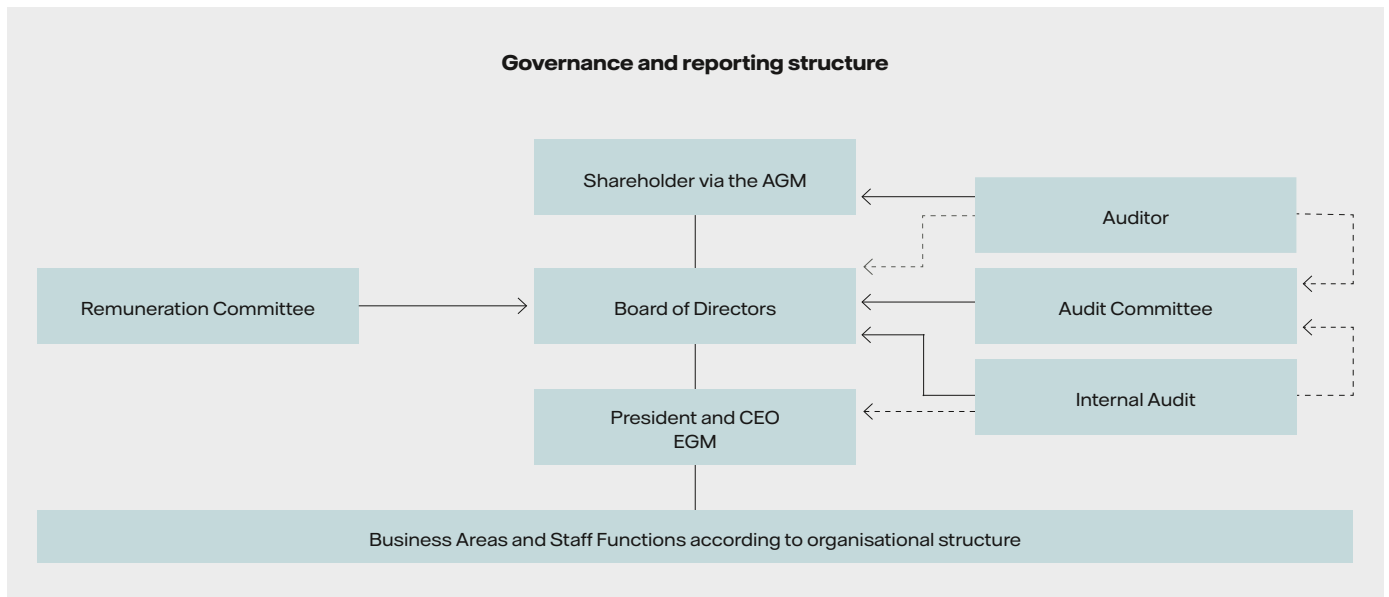 Governance and reporting structure
Shareholder via the AGM
Auditor
Remuneration Committee
Board of Directors
Audit Committee
Internal Audit
President and CEO
EGM
Business Areas and Staff Functions according to organisational structure